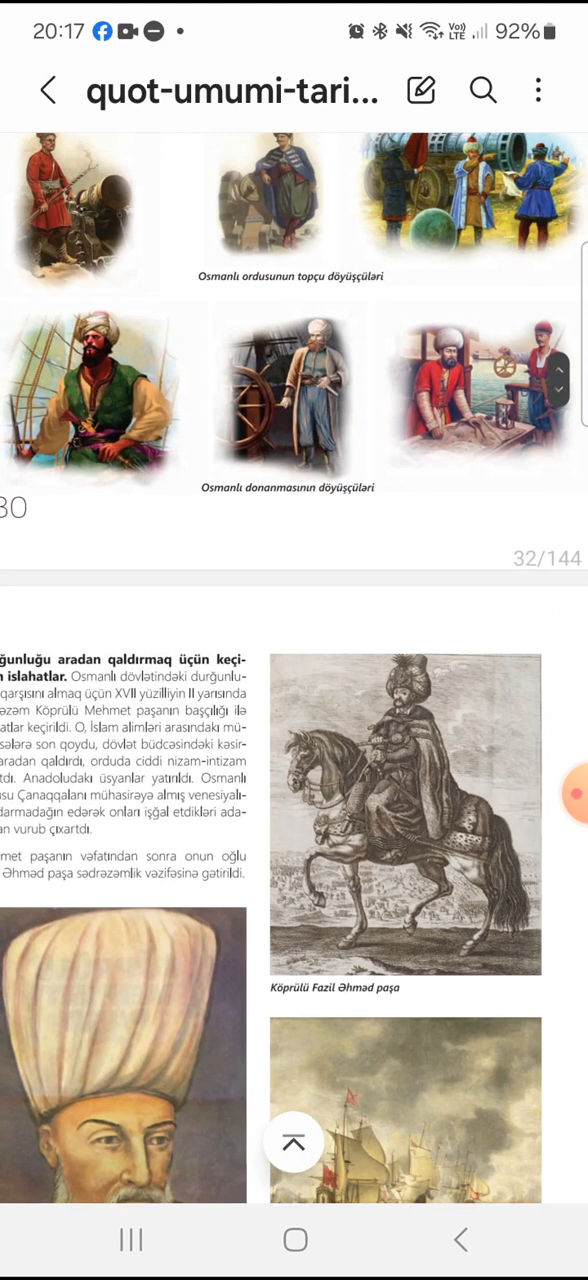 20:17
Vo))
LTE
92%
quot-umumi-tari...
Osmanlı ordusunun topçu döyüşçüləri
Osmanlı donanmasının döyüşçüləri
30
32/144
ğunluğu aradan qaldırmaq üçün keçi-
islahatlar. Osmanlı dövlətindəki durğunlu-
qarşısını almaq üçün XVII yüzilliyin II yarısında
əzəm Köprülü Mehmet paşanın başçılığı ilə
atlar keçirildi. O, İslam alimləri arasındakı mü-
sələrə son qoydu, dövlət büdcəsindəki kəsir-
aradan qaldırdı, orduda ciddi nizam-intizam
tdı. Anadoludakı üsyanlar yatırıldı. Osmanlı
su Çanaqqalanı mühasirəyə almış venesiyalı-
darmadağın edərək onları işğal etdikləri ada-
an vurub çıxartdı.
met paşanın vəfatından sonra onun oğlu
Əhməd paşa sədrəzəmlik vəzifəsinə gətirildi.
Köprülü Fazil Əhməd paşa